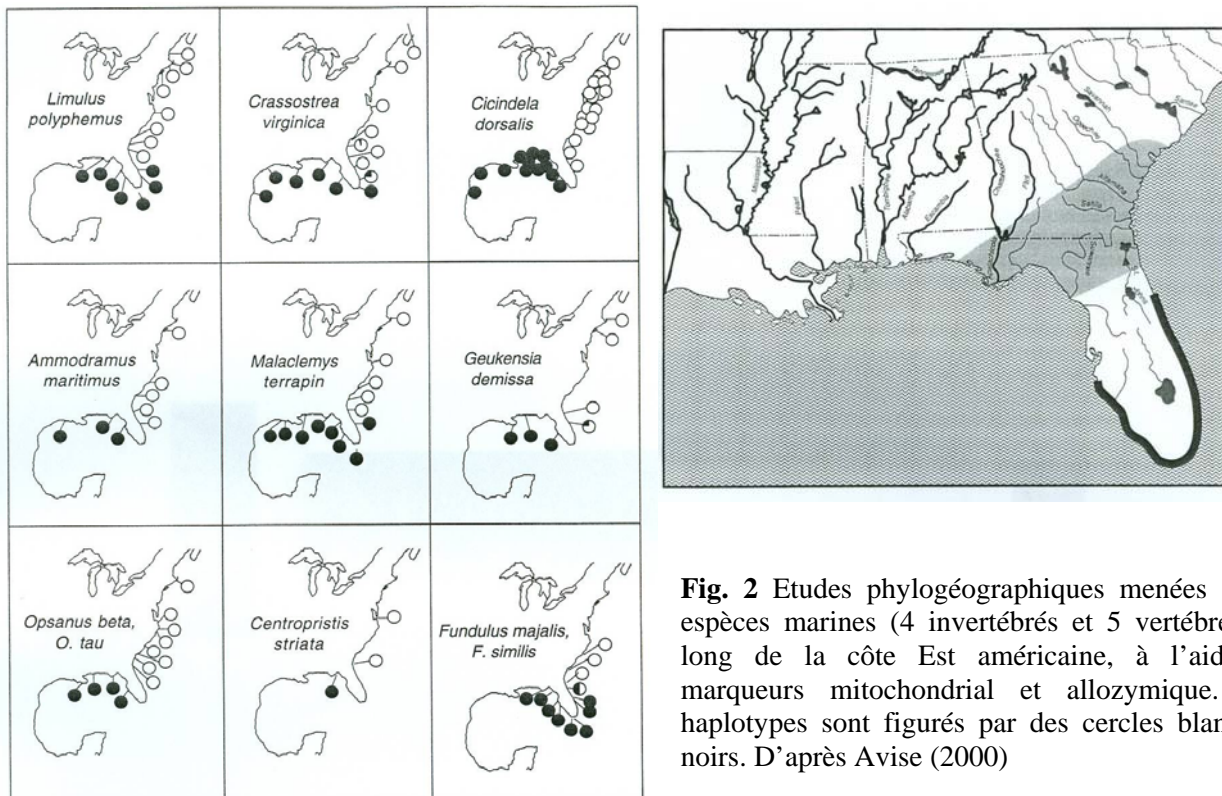 Limulus
polyphemus
Crassostrea
virginica
Cicindela
dorsalis
Ammodramus
maritimus
Malaclemys
terrapin
Geukensia
demissa
Opsanus beta,
O. tau
Centropristis
striata
Fundulus majalis,
F. similis
Tennessee
Savannah
Santee
Ogeechee
Altamaha
Satilla
Mississippi
Pearl
Tombigbee
Alabama
Escambia
Chattahoochee
Flint
Suwannee
Fig. 2 Etudes phylogéographiques menées
espèces marines (4 invertébrés et 5 vertébré
long de la côte Est américaine, à l’aid
marqueurs mitochondrial et allozymique.
haplotypes sont figurés par des cercles blan
noirs. D’après Avise (2000)